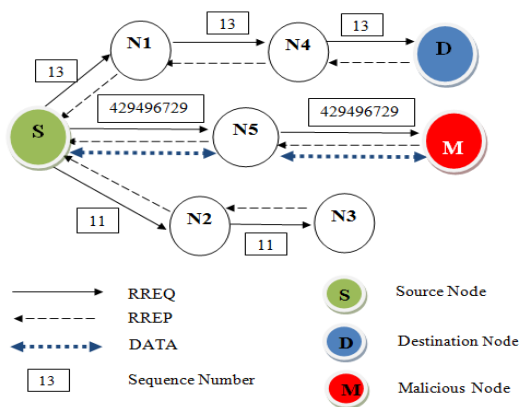 13
13
N1
N4
D
13
429496729
429496729
S
N5
M
N2
N3
11
11
RREQ
S
Source Node
RREP
DATA
D
Destination Node
13
Sequence Number
M
Malicious Node